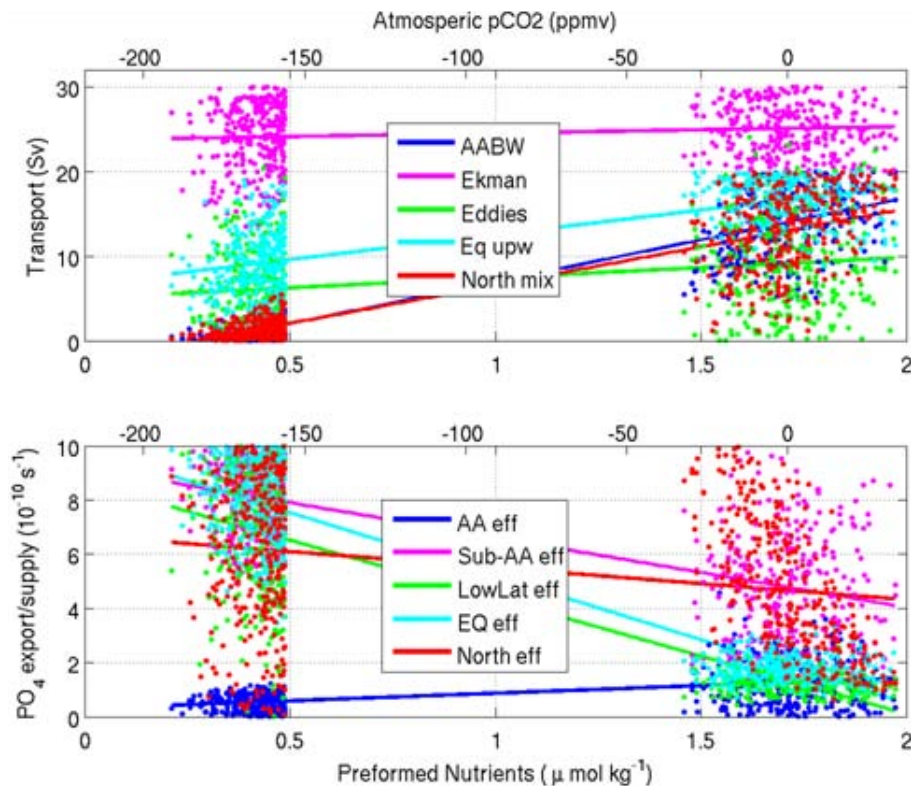 Atmosperic pCO2 (ppmv)
-200 -150 -100 -50 0
30
20
10
0
Transport (Sv)
AABW
Ekman
Eddies
Eq upw
North mix
0 0.5 1 1.5 2
-200 -150 -100 -50 0
10
8
6
4
2
0
PO4 export/supply (10-10 s-1)
AA eff
Sub-AA eff
LowLat eff
EQ eff
North eff
0 0.5 1 1.5 2
Preformed Nutrients ( μ mol kg-1)